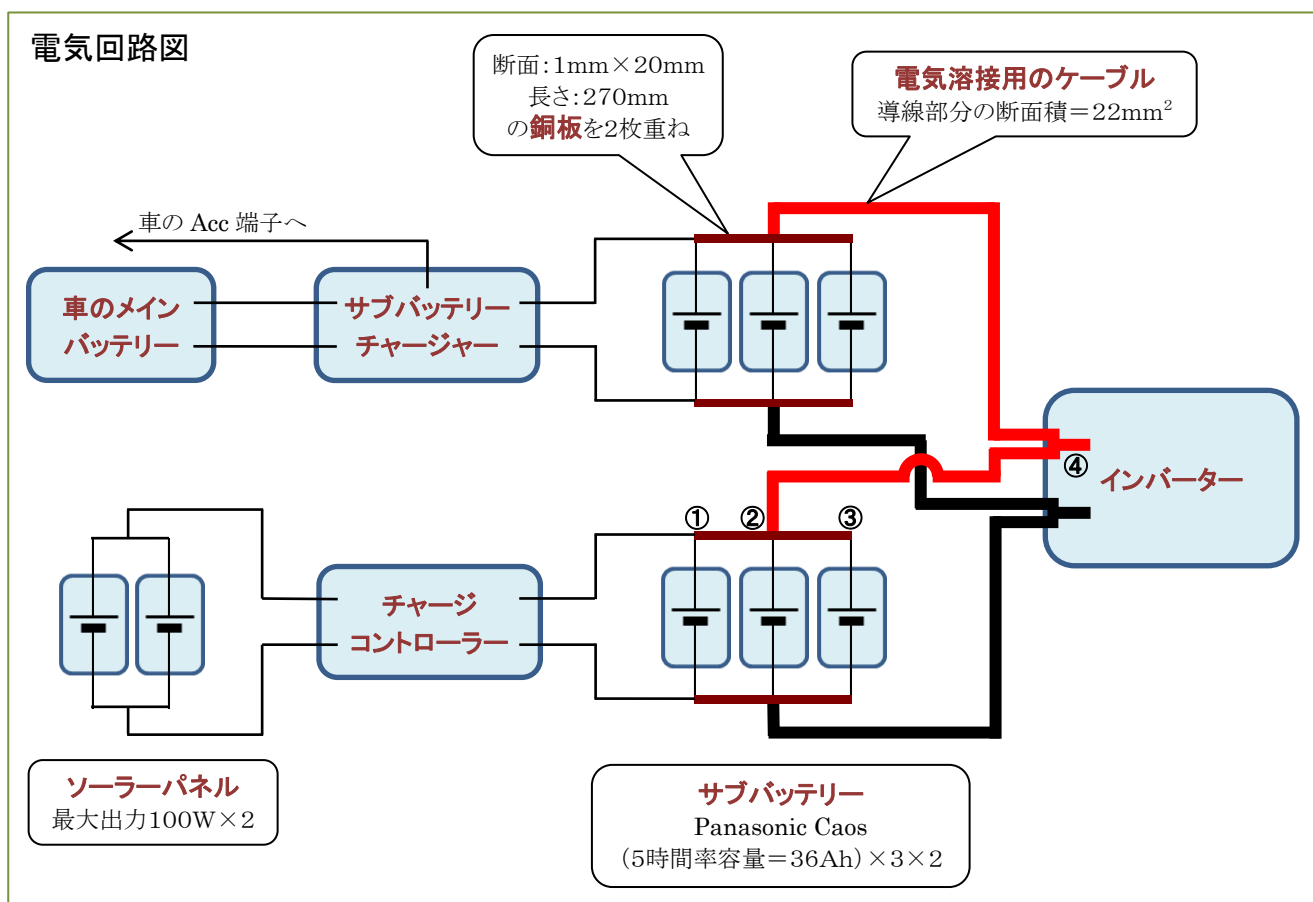 電気回路図
断面:1mm×20mm
長さ:270mm
の銅板を2枚重ね
電気溶接用のケーブル
導線部分の断面積=22mm²
車の Acc 端子へ
車のメイン
バッテリー
サブバッテリー
チャージャー
④
インバーター
①
②
③
チャージ
コントローラー
ソーラーパネル
最大出力100W×2
サブバッテリー
Panasonic Caos
(5時間率容量=36Ah)×3×2